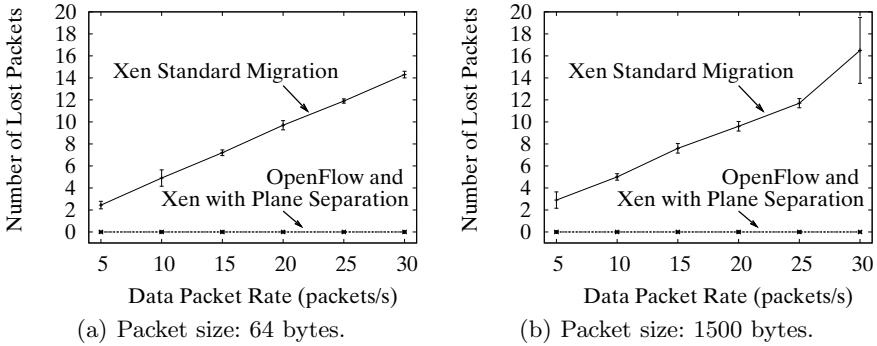 20
18
16
14
12
10
8
6
4
2
0
Number of Lost Packets
Xen Standard Migration
OpenFlow and
Xen with Plane Separation
5 10 15 20 25 30
Data Packet Rate (packets/s)
(a) Packet size: 64 bytes.
20
18
16
14
12
10
8
6
4
2
0
Number of Lost Packets
Xen Standard Migration
OpenFlow and
Xen with Plane Separation
5 10 15 20 25 30
Data Packet Rate (packets/s)
(b) Packet size: 1500 bytes.